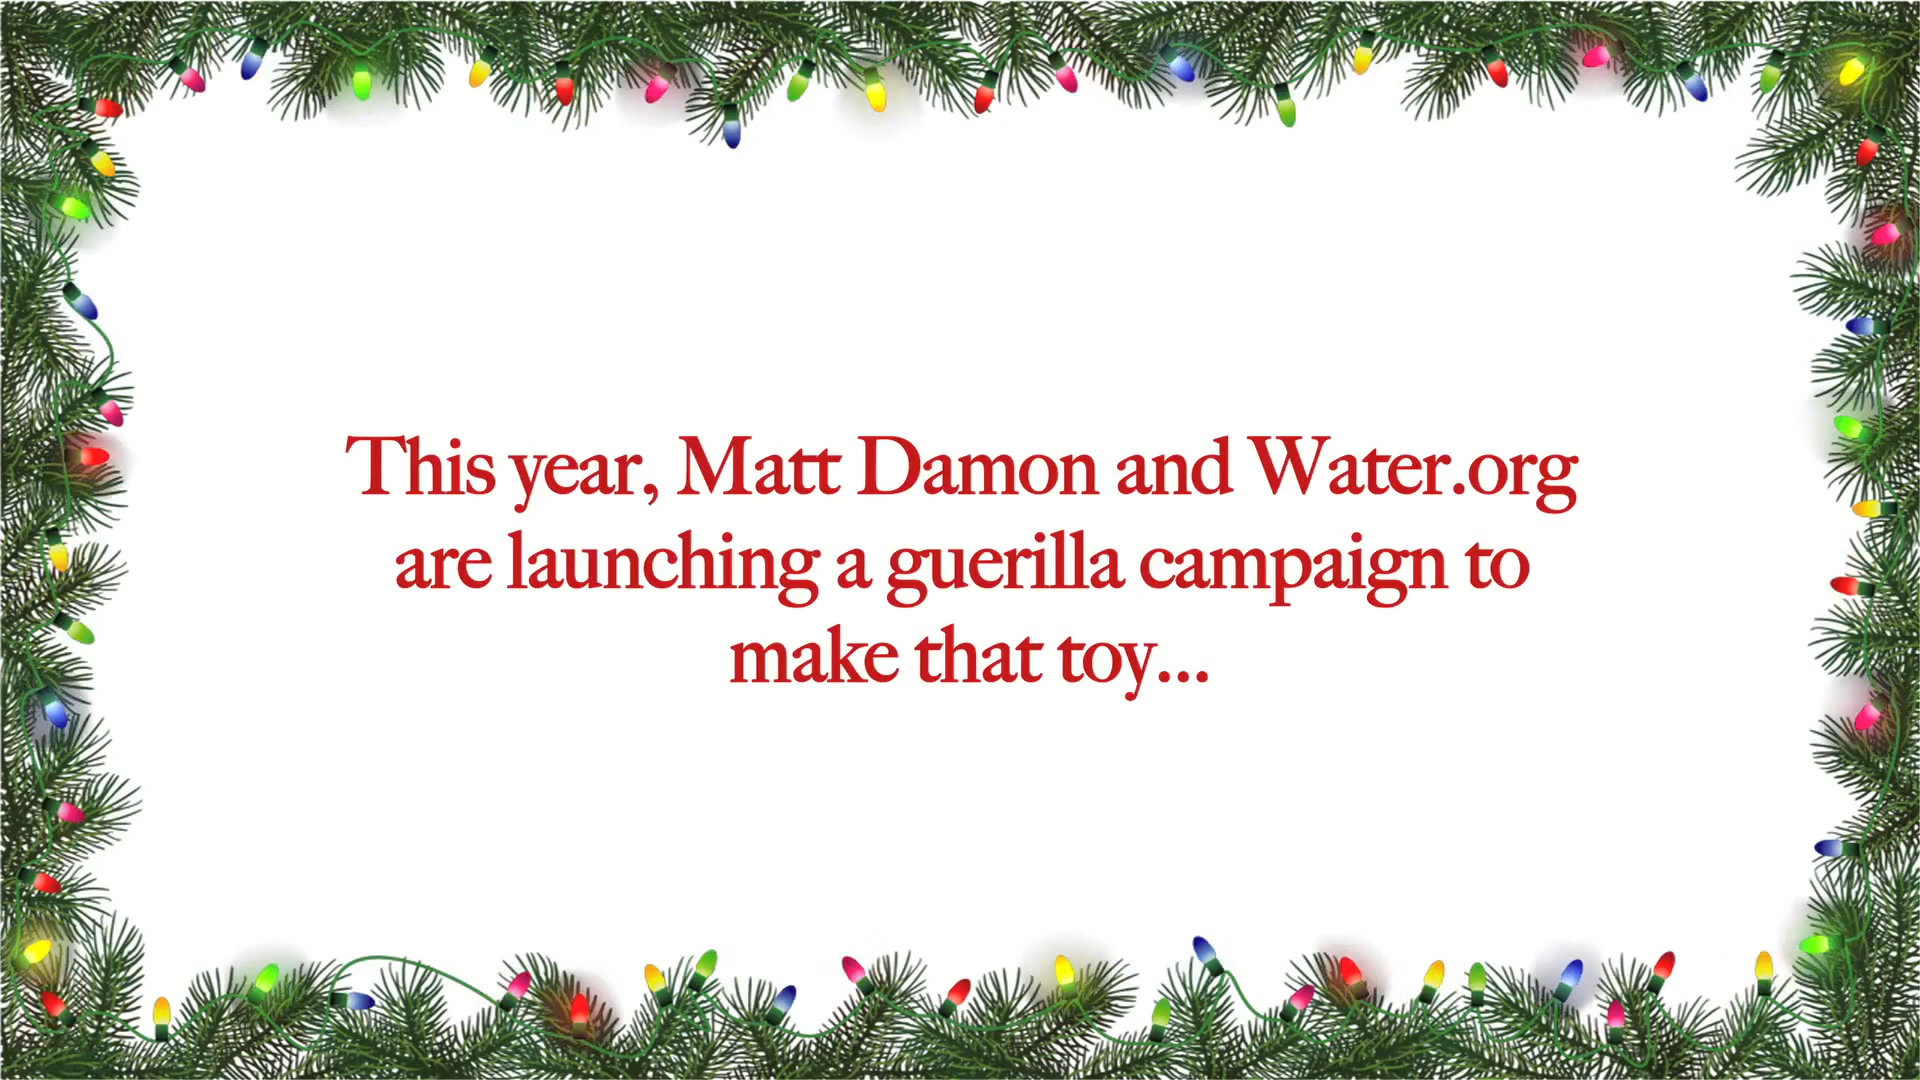 This year, Matt Damon and Water.org
are launching a guerilla campaign to
make that toy...